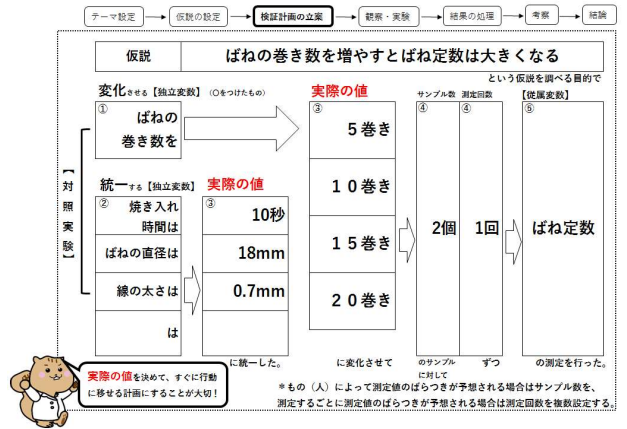 テーマ設定
仮説の設定
検証計画の立案
観察・実験
結果の処理
考察
結論
仮説
ばねの巻き数を増やすとばね定数は大きくなる
という仮説を調べる目的で
変化させる【独立変数】（〇をつけたもの）
実際の値
サンプル数
測定回数
【従属変数】
①
ばねの
巻き数を
③
５巻き
１０巻き
１５巻き
２０巻き
④
2個
④
1回
⑤
ばね定数
【対照実験】
統一する【独立変数】
実際の値
②
焼き入れ
時間は
ばねの直径は
線の太さは
は
③
10秒
18mm
0.7mm
に統一した。
に変化させて
のサンプル
に対して
ずつ
の測定を行った。
実際の値を決めて、すぐに行動
に移せる計画にすることが大切！
＊もの（人）によって測定値のばらつきが予想される場合はサンプル数を、
測定するごとに測定値のばらつきが予想される場合は測定回数を複数設定する。